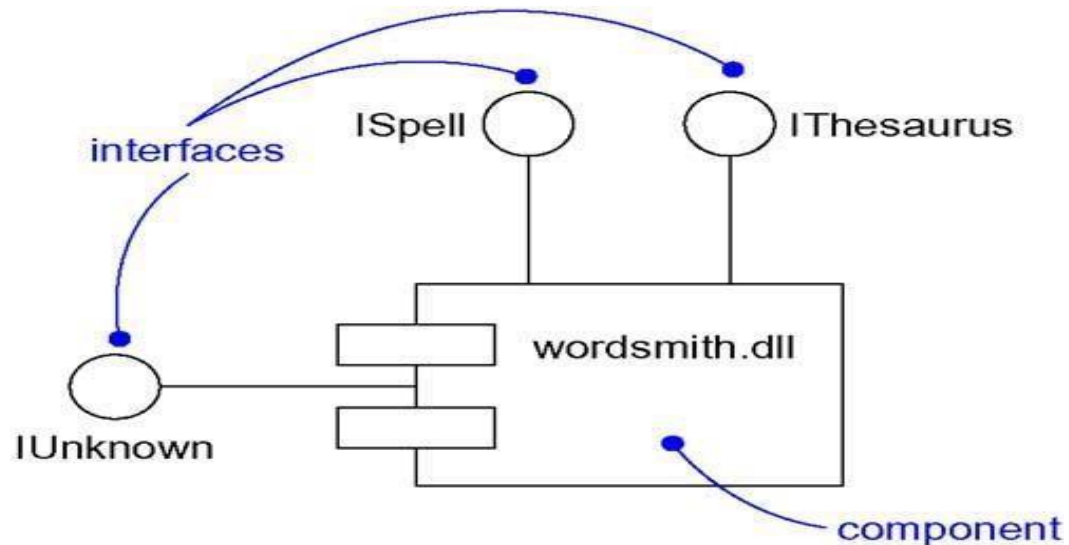 ISpell
IThesaurus
interfaces
wordsmith.dll
IUnknown
component